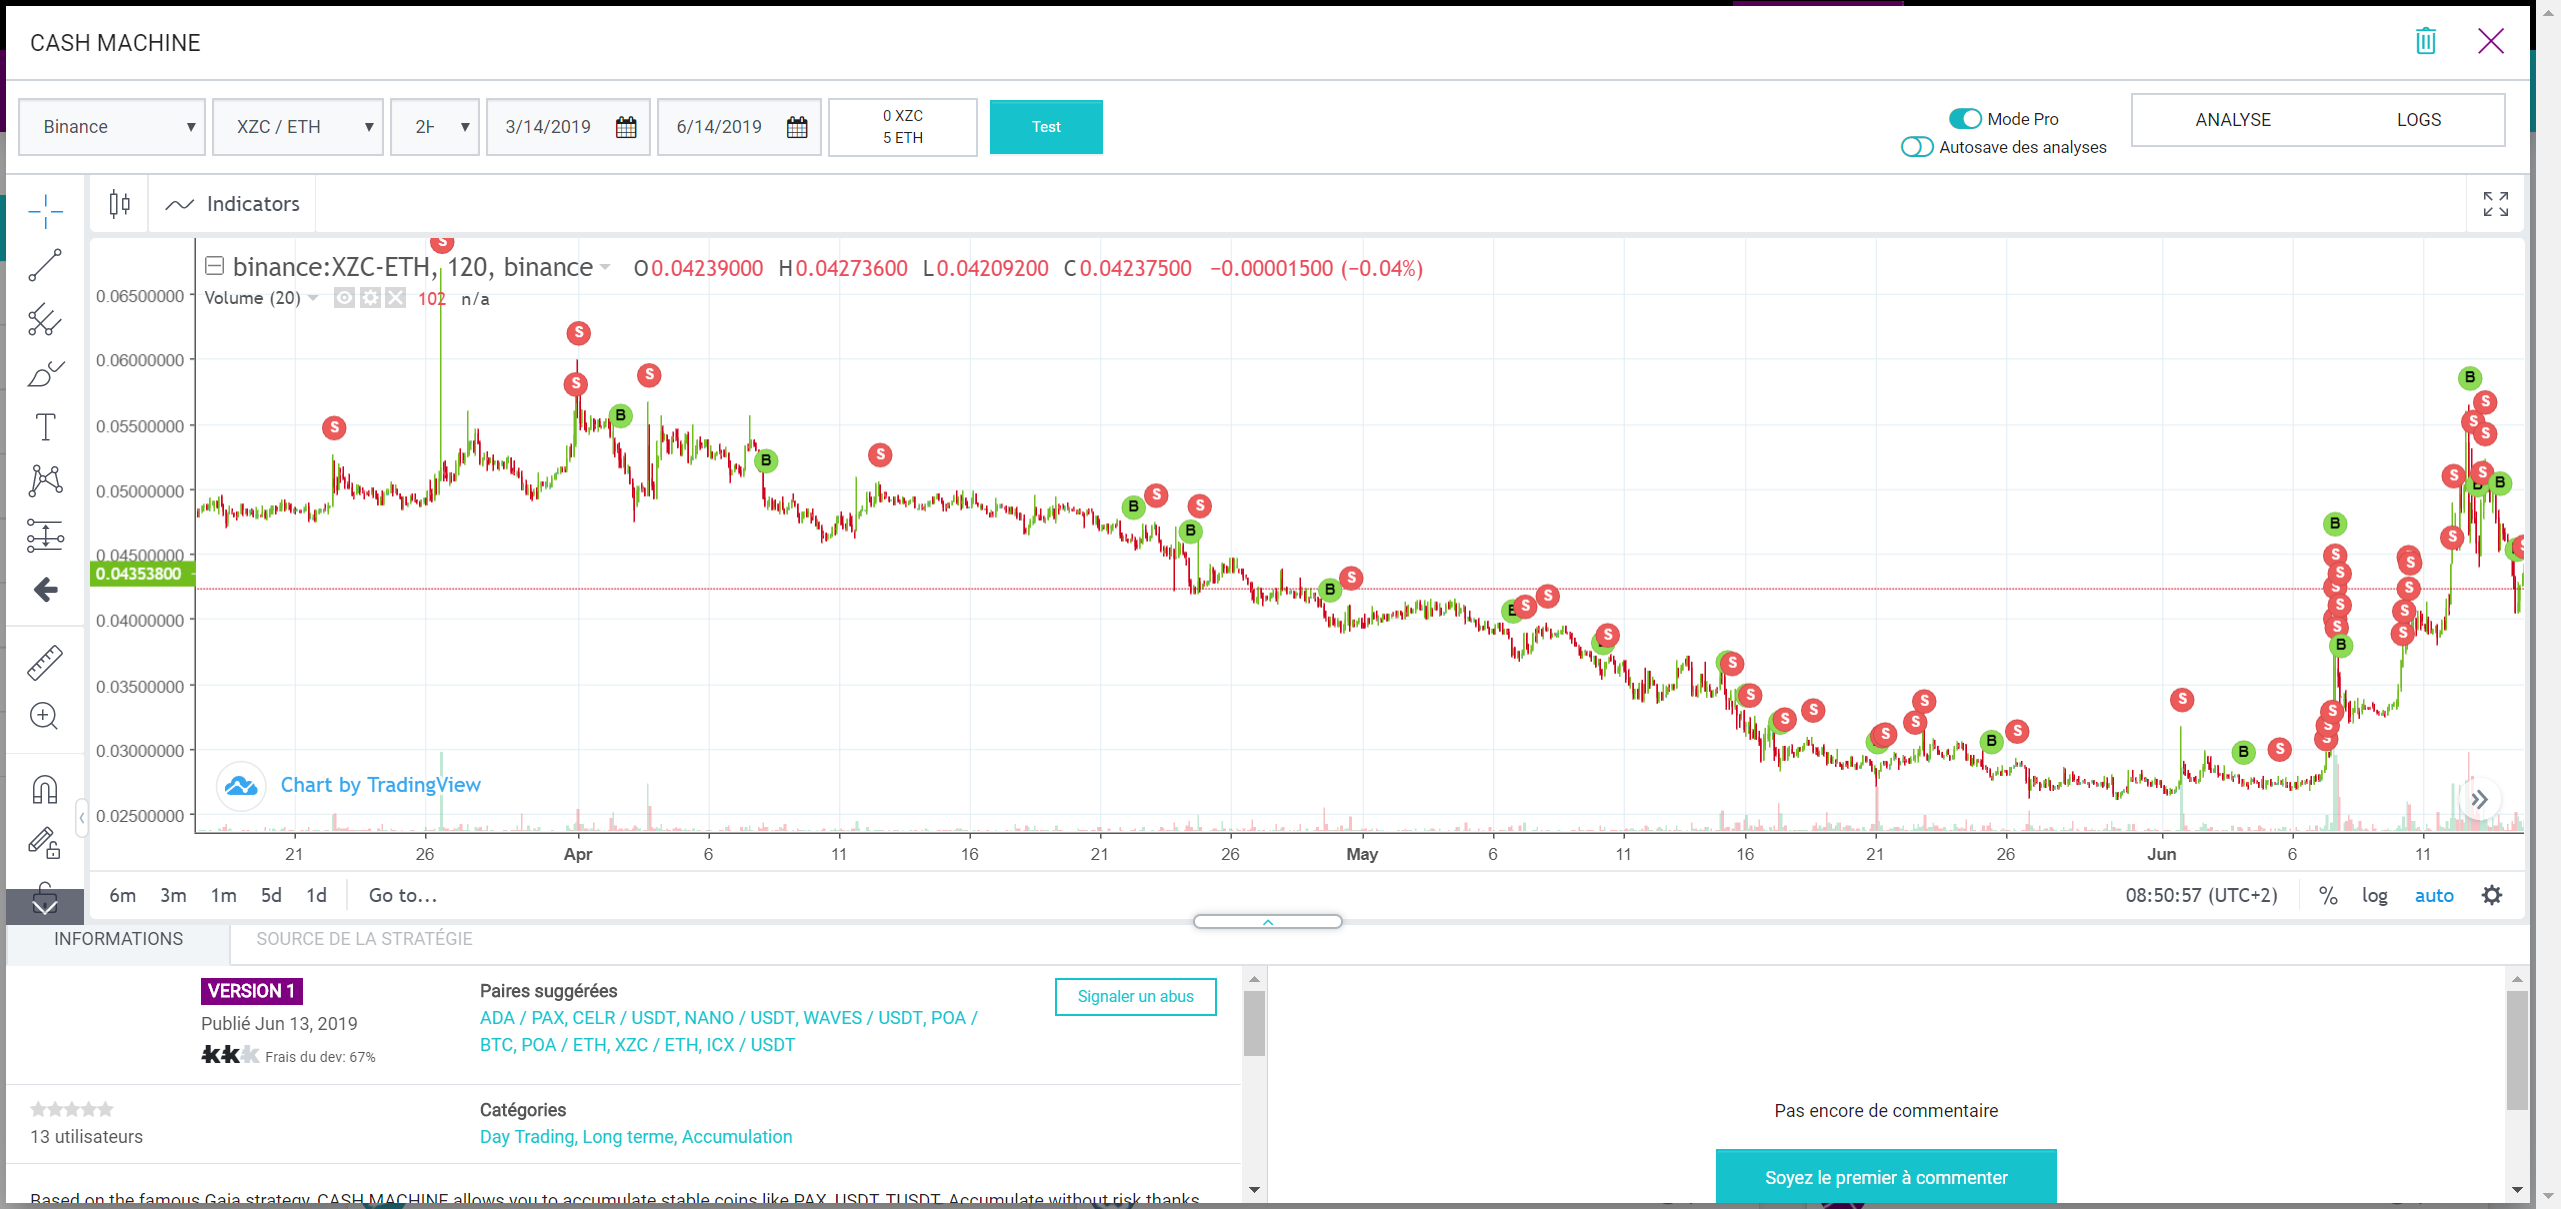 CASH MACHINE
Binance
XZC / ETH
3/14/2019
6/14/2019
0 XZC
5 ETH
Test
Mode Pro
Autosave des analyses
ANALYSE
LOGS
Indicators
binance:XZC-ETH, 120, binance O0.04239000 H0.04273600 L0.04209200 C0.04237500 −0.00001500 (−0.04%)
Volume (20) 102 n/a
0.06500000
0.06000000
0.05500000
0.05000000
0.04500000
0.04353800
0.04000000
0.03500000
0.03000000
0.02500000
S S S S B B S S B S B S B S B S S S S S S S S S S B S S B S
B S S S S S S B S S S S S B S S S S S B
Chart by TradingView
21 26 Apr 6 11 16 21 26 May 6 11 16 21 26 Jun 6 11
6m 3m 1m 5d 1d Go to...
08:50:57 (UTC+2) % log auto
INFORMATIONS
SOURCE DE LA STRATÉGIE
VERSION 1
Publié Jun 13, 2019
Frais du dev: 67%
Paires suggérées
ADA / PAX, CELR / USDT, NANO / USDT, WAVES / USDT, POA /
BTC, POA / ETH, XZC / ETH, ICX / USDT
Signaler un abus
13 utilisateurs
Catégories
Day Trading, Long terme, Accumulation
Based on the famous Gaia strategy, CASH MACHINE allows you to accumulate stable coins like PAX, USDT, TUSDT. Accumulate without risk thanks
Pas encore de commentaire
Soyez le premier à commenter